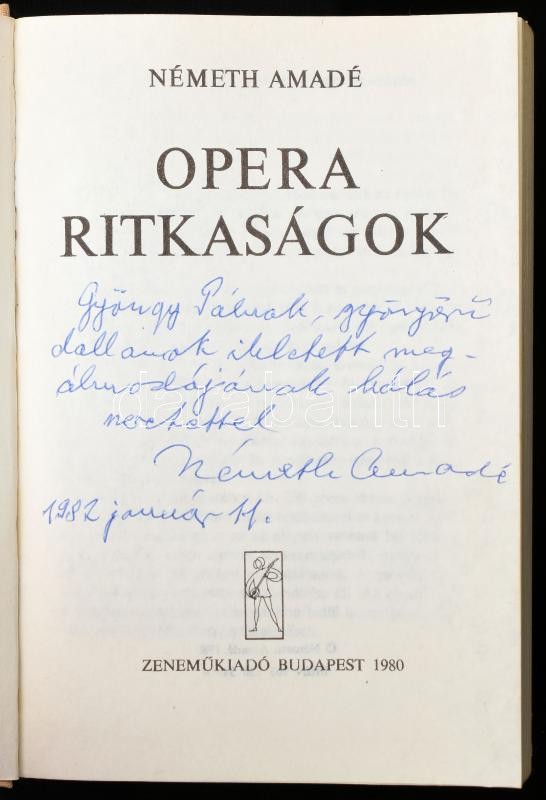 NÉMETH AMADÉ
OPERA
RITKASÁGOK
Gyöngy Pálnak, gyönyörű
dallamok ihletett meg-
álmodójának hálás
szeretettel
Németh Amadé
1982 január 11.
darabanth
ZENEMŰKIADÓ BUDAPEST 1980